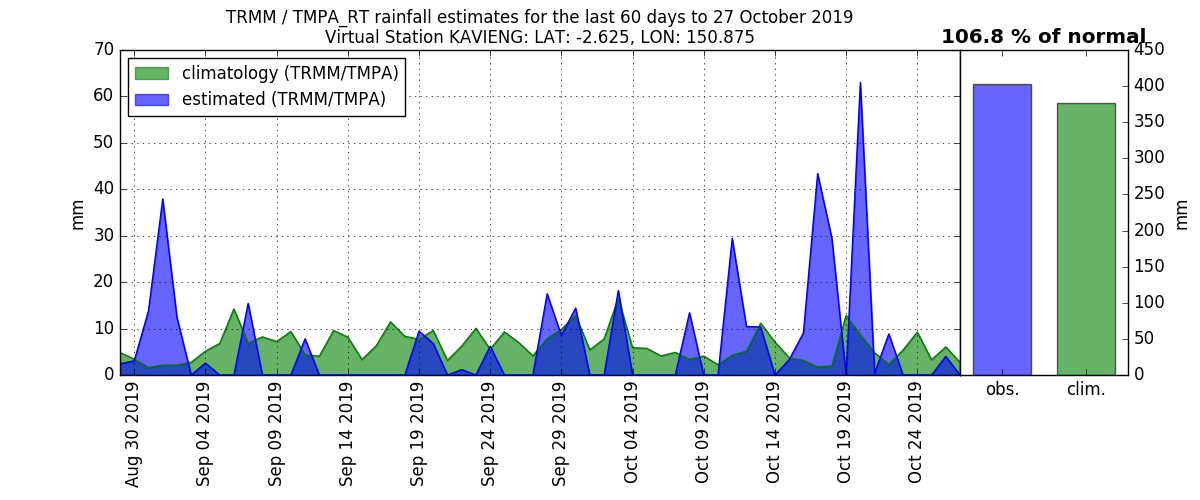 TRMM / TMPA_RT rainfall estimates for the last 60 days to 27 October 2019
Virtual Station KAVIENG: LAT: -2.625, LON: 150.875
106.8 % of normal
climatology (TRMM/TMPA)
estimated (TRMM/TMPA)
70
60
50
40
30
20
10
0
mm
Aug 30 2019
Sep 04 2019
Sep 09 2019
Sep 14 2019
Sep 19 2019
Sep 24 2019
Sep 29 2019
Oct 04 2019
Oct 09 2019
Oct 14 2019
Oct 19 2019
Oct 24 2019
450
400
350
300
250
200
150
100
50
0
mm
obs.
clim.